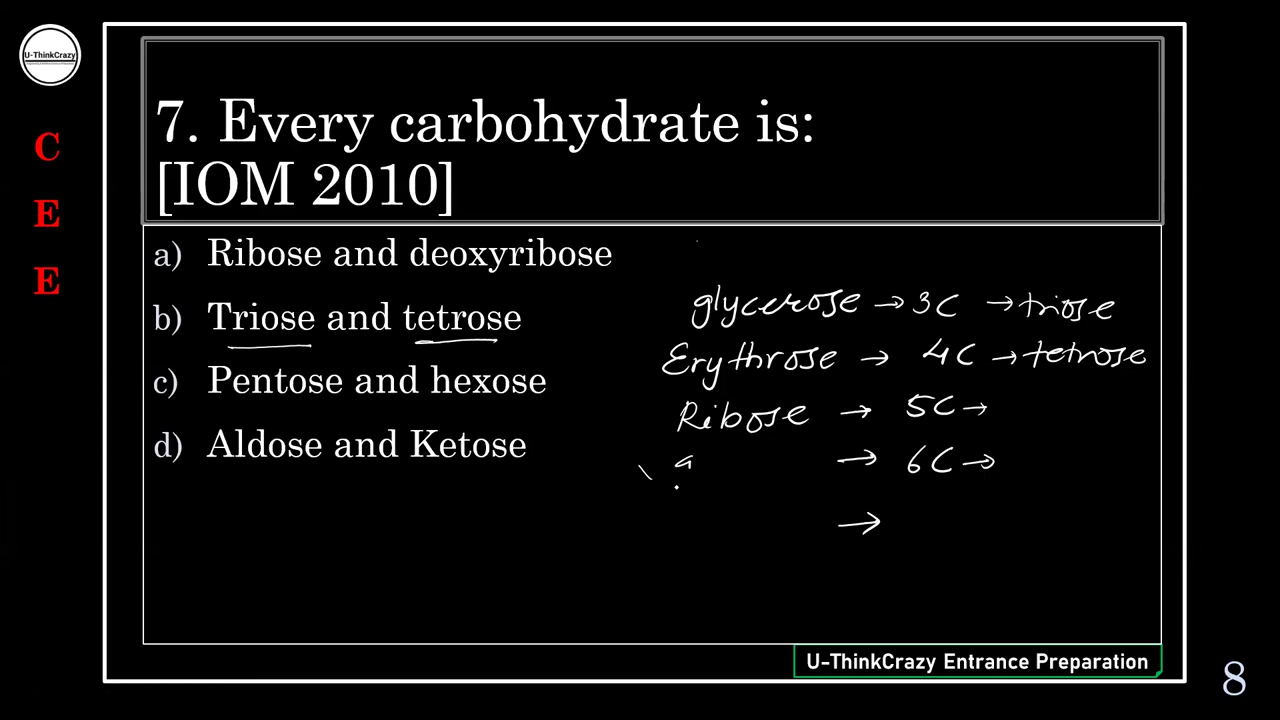 U-ThinkCrazy
C
E
E
7. Every carbohydrate is:
[IOM 2010]
a) Ribose and deoxyribose
b) Triose and tetrose
c) Pentose and hexose
d) Aldose and Ketose
glycerose → 3C → triose
Erythrose → 4C → tetrose
Ribose → 5C →
→ 6C →
→
U-ThinkCrazy Entrance Preparation
8